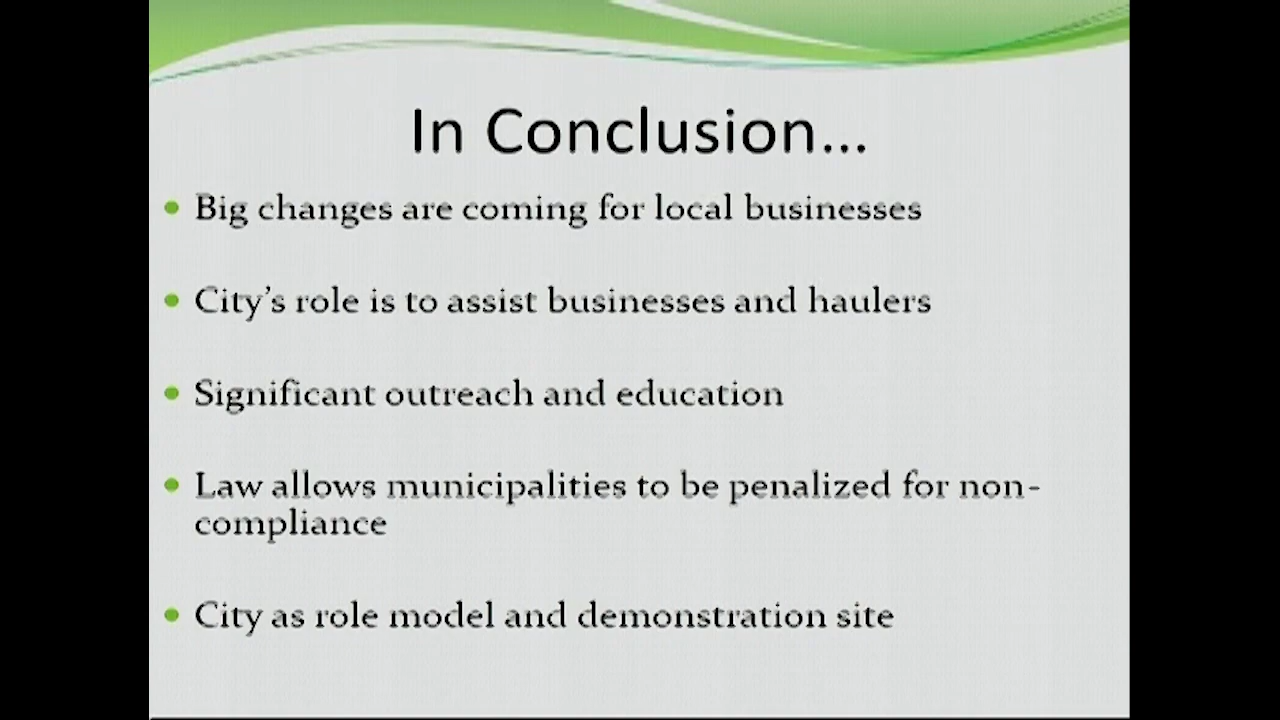 In Conclusion...
• Big changes are coming for local businesses
• City's role is to assist businesses and haulers
• Significant outreach and education
• Law allows municipalities to be penalized for non-
compliance
• City as role model and demonstration site